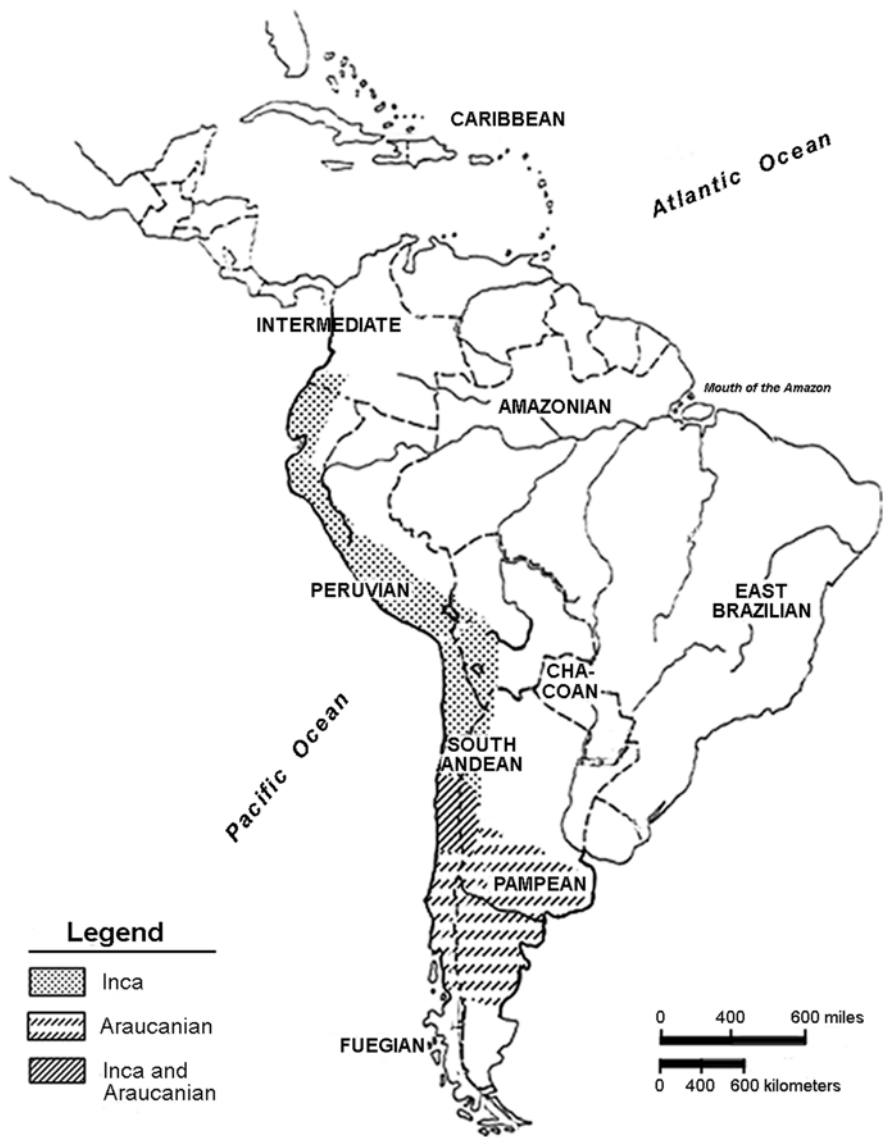 CARIBBEAN
Atlantic Ocean
INTERMEDIATE
Mouth of the Amazon
AMAZONIAN
PERUVIAN
EAST
BRAZILIAN
CHA-
COAN
Pacific Ocean
SOUTH
ANDEAN
PAMPEAN
Legend
Inca
Araucanian
Inca and
Araucanian
FUEGIAN
0 400 600 miles
0 400 600 kilometers